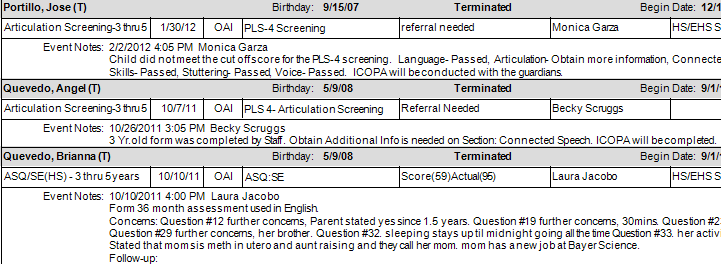 Portillo, Jose (T) Birthday: 9/15/07 Terminated Begin Date: 12/1
Articulation Screening-3 thru 5 1/30/12 OAI PLS-4 Screening referral needed Monica Garza HS/EHS S
Event Notes: 2/2/2012 4:05 PM Monica Garza
Child did not meet the cut off score for the PLS-4 screening. Language- Passed, Articulation- Obtain more information, Connecte
Skills- Passed, Stuttering- Passed, Voice- Passed. ICOPA will be conducted with the guardians.
Quevedo, Angel (T) Birthday: 5/9/08 Terminated Begin Date: 9/1/
Articulation Screening-3 thru 5 10/7/11 OAI PLS 4- Articulation Screening Referral Needed Becky Scruggs
Event Notes: 10/26/2011 3:05 PM Becky Scruggs
3 Yr.old form was completed by Staff. Obtain Additional Info is needed on Section: Connected Speech. ICOPA will be completed.
Quevedo, Brianna (T) Birthday: 5/9/08 Terminated Begin Date: 9/1/
ASQ/SE(HS) - 3 thru 5 years 10/10/11 OAI ASQ:SE Score(59)Actual(95) Laura Jacobo HS/EHS S
Event Notes: 10/10/2011 4:00 PM Laura Jacobo
Form 36 month assessment used in English.
Concerns: Question #12 further concerns, Parent stated yes since 1.5 years. Question #19 further concerns, 30mins. Question #2
Question #29 further concerns, her brother. Question #32. sleeping stays up til midnight going all the time Question #33. her activi
Stated that mom sis meth in utero and aunt raising and they call her mom. mom has a new job at Bayer Science.
Follow-up: